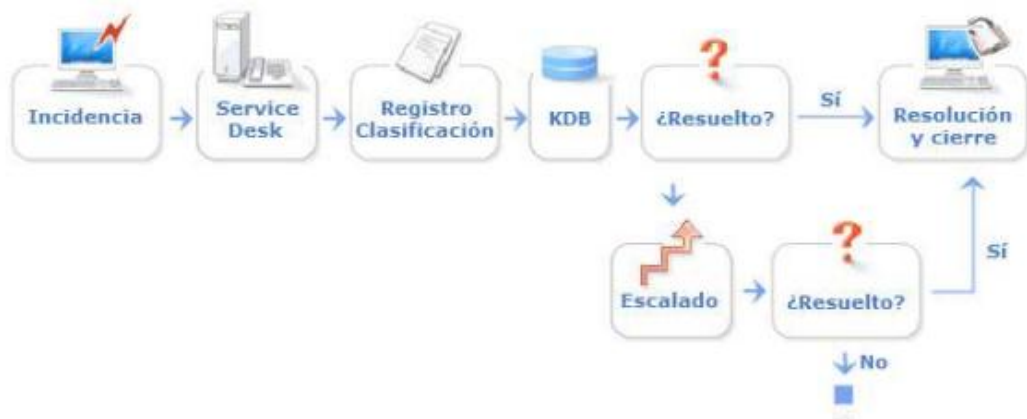 Incidencia
Service
Desk
Registro
Clasificación
KDB
¿Resuelto?
Sí
Resolución
y cierre
Escalado
¿Resuelto?
Sí
No